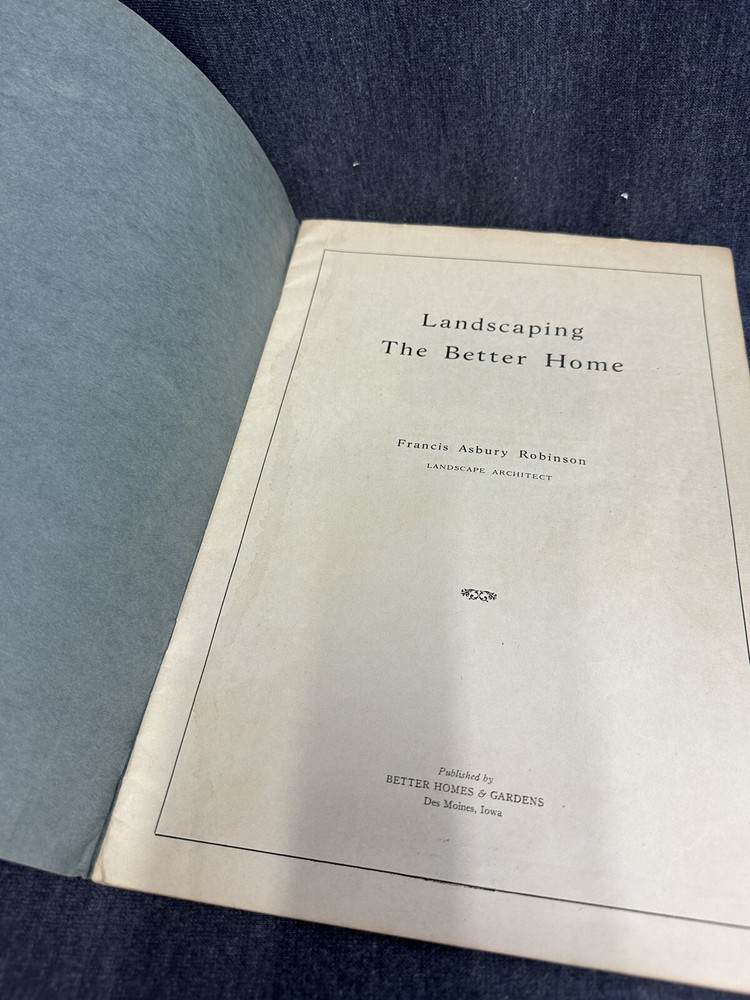 Landscaping
The Better Home
Francis Asbury Robinson
LANDSCAPE ARCHITECT
Published by
BETTER HOMES & GARDENS
Des Moines, Iowa